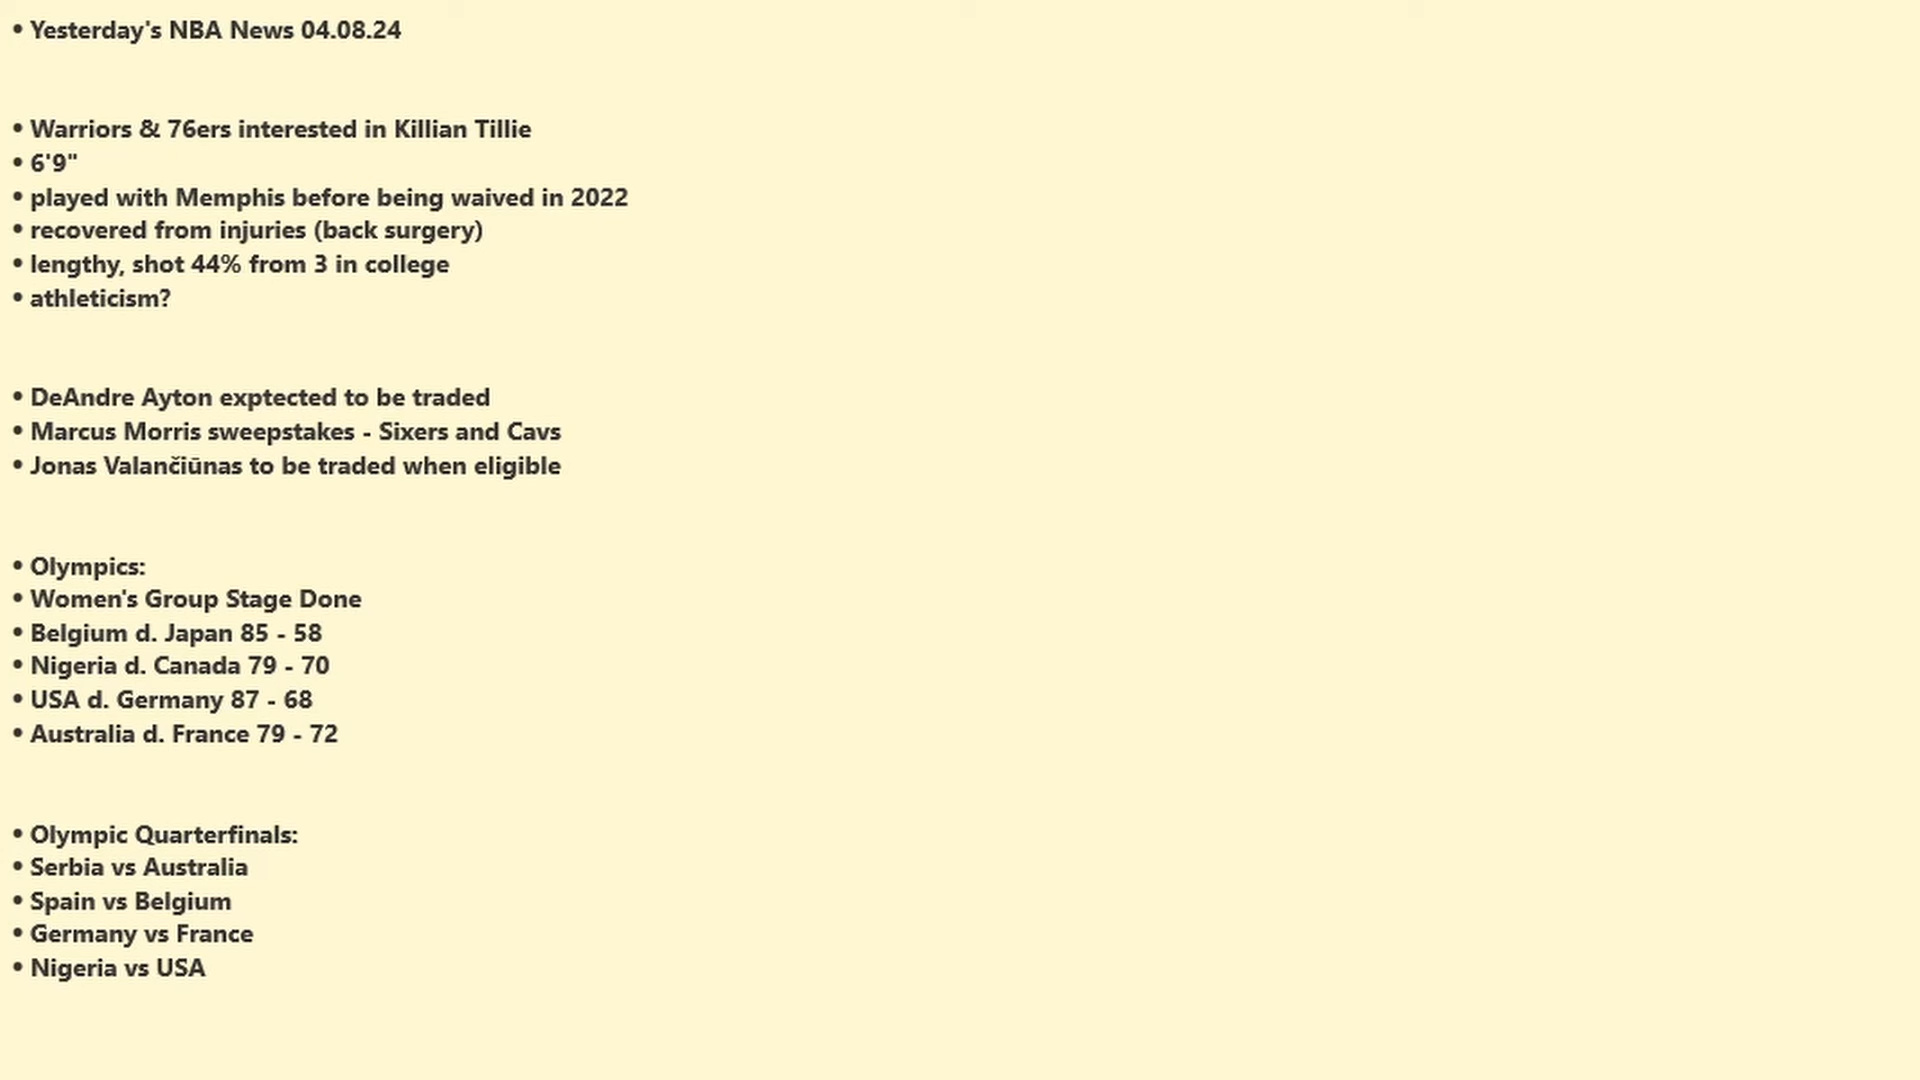 • Yesterday's NBA News 04.08.24
• Warriors & 76ers interested in Killian Tillie
• 6'9"
• played with Memphis before being waived in 2022
• recovered from injuries (back surgery)
• lengthy, shot 44% from 3 in college
• athleticism?
• DeAndre Ayton exptected to be traded
• Marcus Morris sweepstakes - Sixers and Cavs
• Jonas Valančiūnas to be traded when eligible
• Olympics:
• Women's Group Stage Done
• Belgium d. Japan 85 - 58
• Nigeria d. Canada 79 - 70
• USA d. Germany 87 - 68
• Australia d. France 79 - 72
• Olympic Quarterfinals:
• Serbia vs Australia
• Spain vs Belgium
• Germany vs France
• Nigeria vs USA